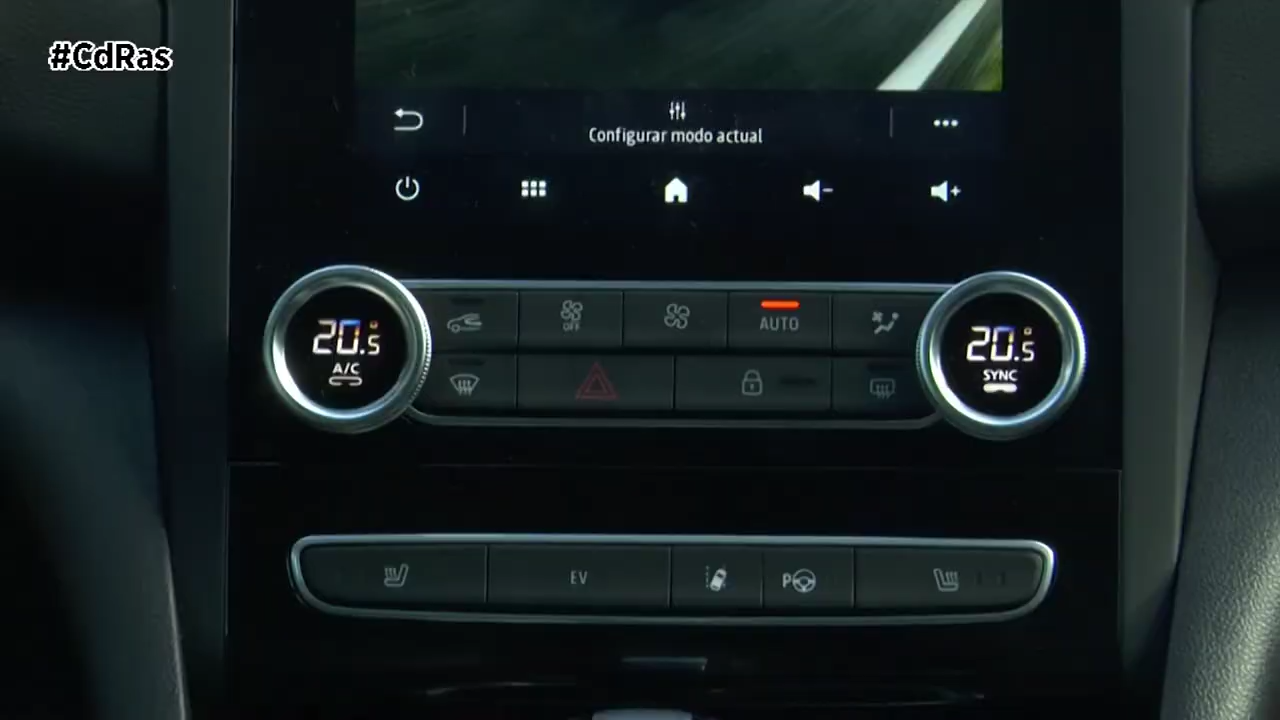 #CdRas
Configurar modo actual
OFF
AUTO
20.5
A/C
20.5
SYNC
EV
P